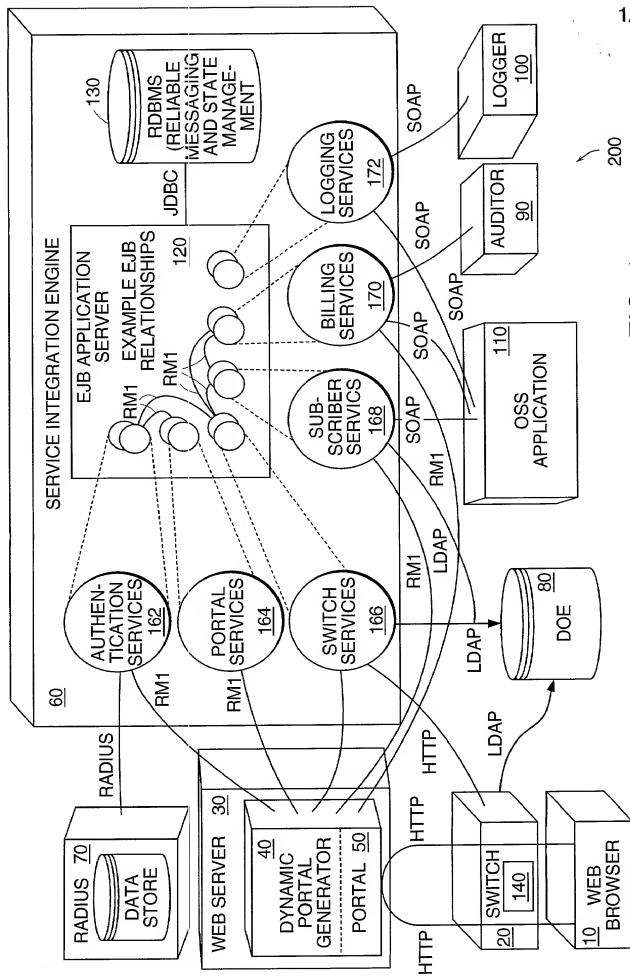 SERVICE INTEGRATION ENGINE
60
EJB APPLICATION
SERVER
EXAMPLE EJB
RELATIONSHIPS
120
RM1
RM1
JDBC
130
RDBMS
(RELIABLE
MESSAGING
AND STATE
MANAGE-
MENT
AUTHEN-
TICATION
SERVICES
162
PORTAL
SERVICES
164
SWITCH
SERVICES
166
SUB-
SCRIBER
SERVICS
168
BILLING
SERVICES
170
LOGGING
SERVICES
172
RADIUS
70
DATA
STORE
RADIUS
RM1
RM1
WEB SERVER
30
40
DYNAMIC
PORTAL
GENERATOR
PORTAL
50
HTTP
RM1
LDAP
RM1
SOAP
SOAP
SOAP
SOAP
SOAP
LDAP
LDAP
HTTP
HTTP
SWITCH
140
20
10
WEB
BROWSER
DOE
80
110
OSS
APPLICATION
AUDITOR
90
LOGGER
100
200